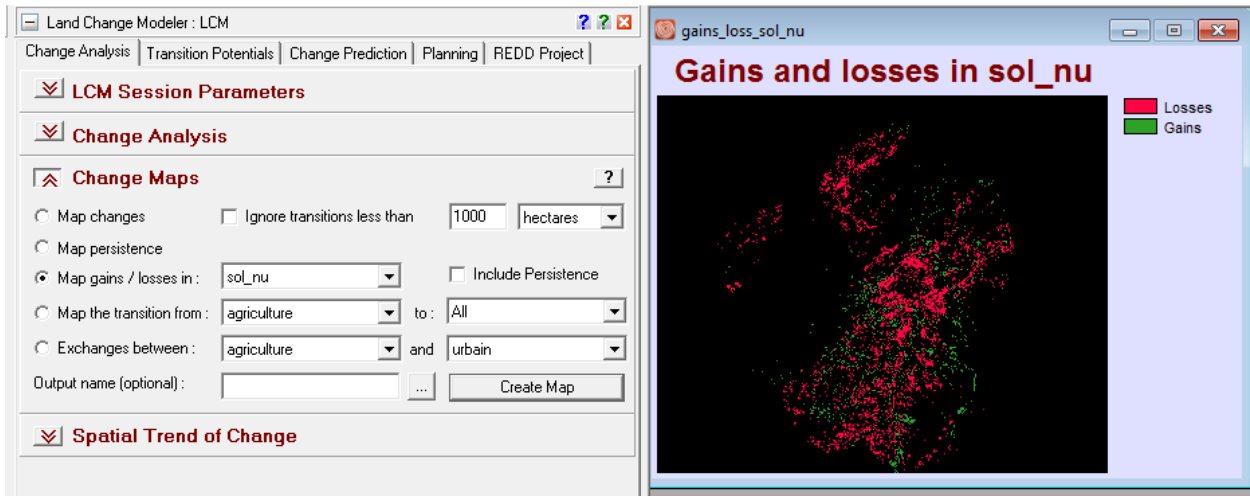 Land Change Modeler : LCM
? ?
Change Analysis Transition Potentials Change Prediction Planning REDD Project
LCM Session Parameters
Change Analysis
Change Maps ?
Map changes Ignore transitions less than 1000 hectares
Map persistence
Map gains / losses in : sol_nu Include Persistence
Map the transition from : agriculture to : All
Exchanges between : agriculture and urbain
Output name (optional) : ... Create Map
Spatial Trend of Change
gains_loss_sol_nu
Gains and losses in sol_nu
Losses
Gains